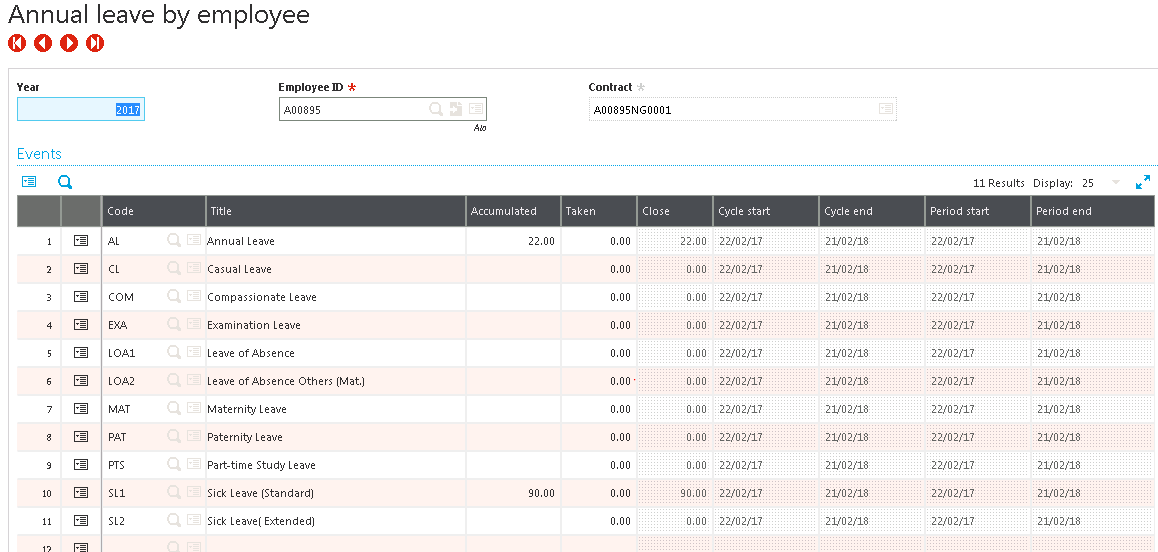 Annual leave by employee
Year Employee ID * Contract *
2017 A00895 A00895NG0001
Alo
Events
11 Results Display: 25
Code Title Accumulated Taken Close Cycle start Cycle end Period start Period end
1 AL Annual Leave 22.00 0.00 22.00 22/02/17 21/02/18 22/02/17 21/02/18
2 CL Casual Leave 0.00 0.00 22/02/17 21/02/18 22/02/17 21/02/18
3 COM Compassionate Leave 0.00 0.00 22/02/17 21/02/18 22/02/17 21/02/18
4 EXA Examination Leave 0.00 0.00 22/02/17 21/02/18 22/02/17 21/02/18
5 LOA1 Leave of Absence 0.00 0.00 22/02/17 21/02/18 22/02/17 21/02/18
6 LOA2 Leave of Absence Others (Mat.) 0.00 0.00 22/02/17 21/02/18 22/02/17 21/02/18
7 MAT Maternity Leave 0.00 0.00 22/02/17 21/02/18 22/02/17 21/02/18
8 PAT Paternity Leave 0.00 0.00 22/02/17 21/02/18 22/02/17 21/02/18
9 PTS Part-time Study Leave 0.00 0.00 22/02/17 21/02/18 22/02/17 21/02/18
10 SL1 Sick Leave (Standard) 90.00 0.00 90.00 22/02/17 21/02/18 22/02/17 21/02/18
11 SL2 Sick Leave( Extended) 0.00 0.00 22/02/17 21/02/18 22/02/17 21/02/18
12